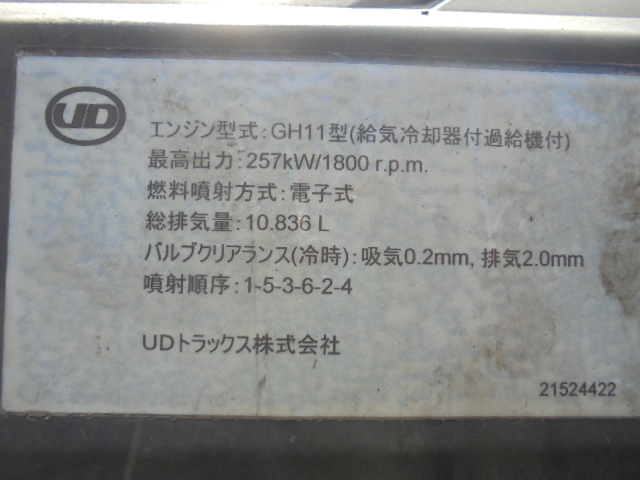 UD
エンジン型式:GH11型(給気冷却器付過給機付)
最高出力:257kW/1800 r.p.m.
燃料噴射方式:電子式
総排気量:10.836 L
バルブクリアランス(冷時):吸気0.2mm, 排気2.0mm
噴射順序:1-5-3-6-2-4
UDトラックス株式会社
21524422